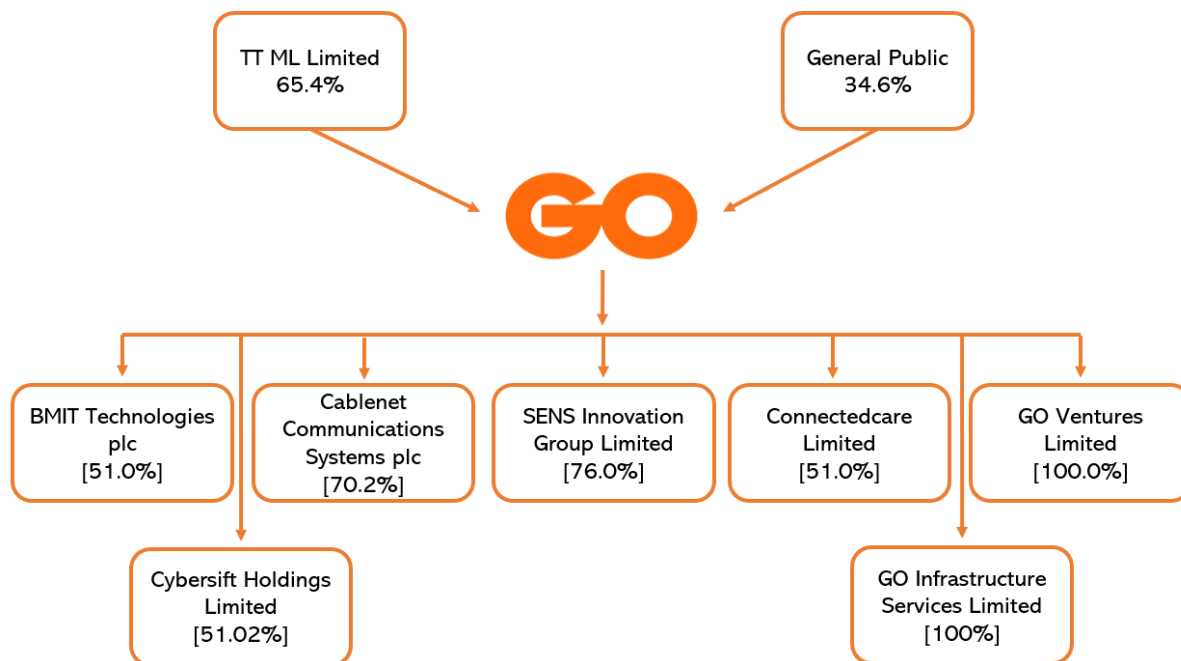 TT ML Limited
65.4%
General Public
34.6%
GO
BMIT Technologies
plc
[51.0%]
Cablenet
Communications
Systems plc
[70.2%]
SENS Innovation
Group Limited
[76.0%]
Connectedcare
Limited
[51.0%]
GO Ventures
Limited
[100.0%]
Cybersift Holdings
Limited
[51.02%]
GO Infrastructure
Services Limited
[100%]